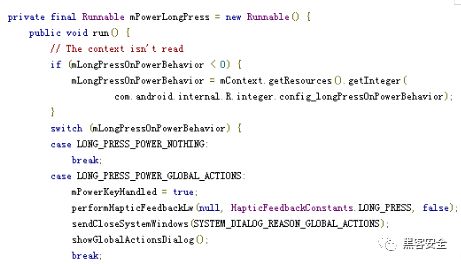 private final Runnable mPowerLongPress = new Runnable() {
    public void run() {
        // The context isn't read
        if (mLongPressOnPowerBehavior < 0) {
            mLongPressOnPowerBehavior = mContext.getResources().getInteger(
                    com.android.internal.R.integer.config_longPressOnPowerBehavior);
        }
        switch (mLongPressOnPowerBehavior) {
        case LONG_PRESS_POWER_NOTHING:
            break;
        case LONG_PRESS_POWER_GLOBAL_ACTIONS:
            mPowerKeyHandled = true;
            performHapticFeedbackLw(null, HapticFeedbackConstants.LONG_PRESS, false);
            sendCloseSystemWindows(SYSTEM_DIALOG_REASON_GLOBAL_ACTIONS);
            showGlobalActionsDialog();
            break;
黑客安全